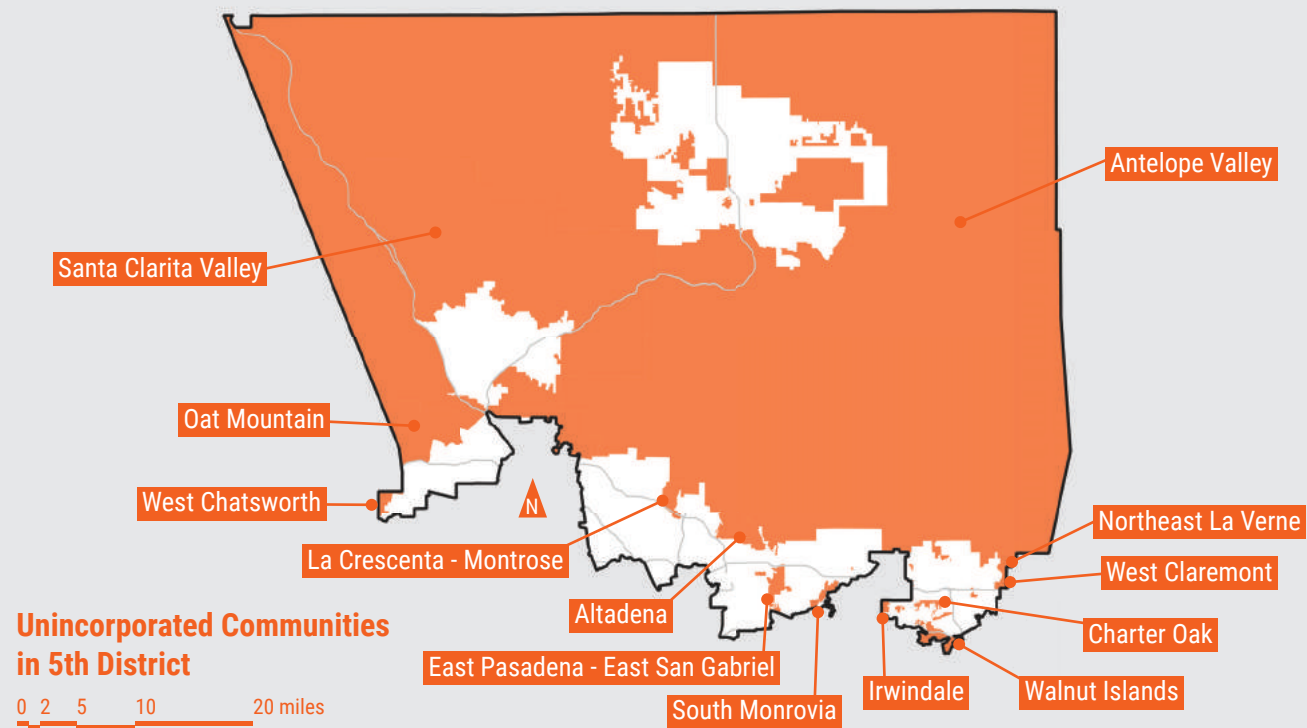 Antelope Valley
Santa Clarita Valley
Oat Mountain
West Chatsworth
N
Northeast La Verne
La Crescenta - Montrose
West Claremont
Altadena
Charter Oak
Unincorporated Communities
in 5th District
East Pasadena - East San Gabriel
Irwindale
Walnut Islands
South Monrovia
0 2 5 10 20 miles